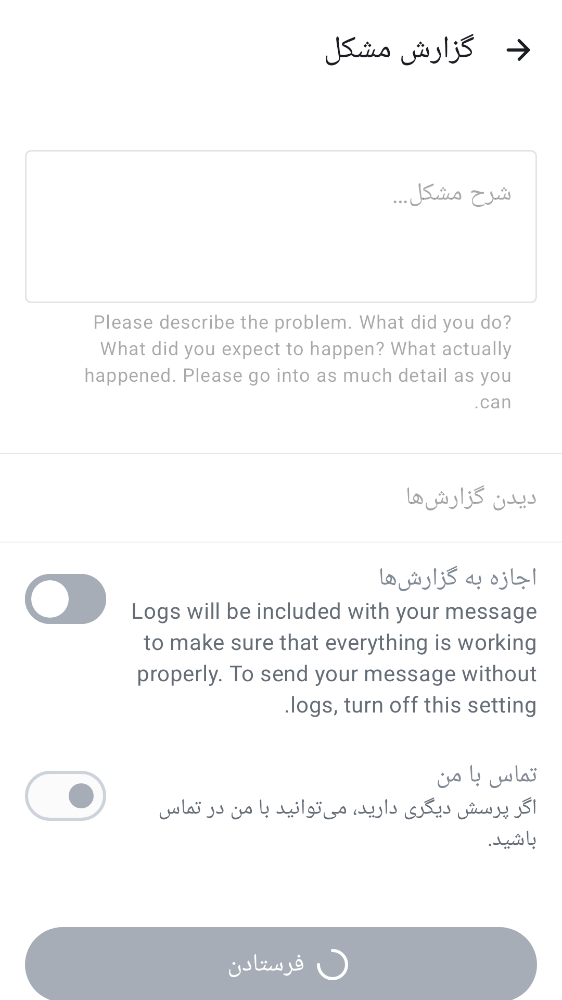 گزارش مشکل
شرح مشکل...
Please describe the problem. What did you do?
What did you expect to happen? What actually
happened. Please go into as much detail as you
can.
دیدن گزارش‌ها
اجازه به گزارش‌ها
Logs will be included with your message
to make sure that everything is working
properly. To send your message without
logs, turn off this setting.
تماس با من
اگر پرسش دیگری دارید، می‌توانید با من در تماس
باشید.
فرستادن